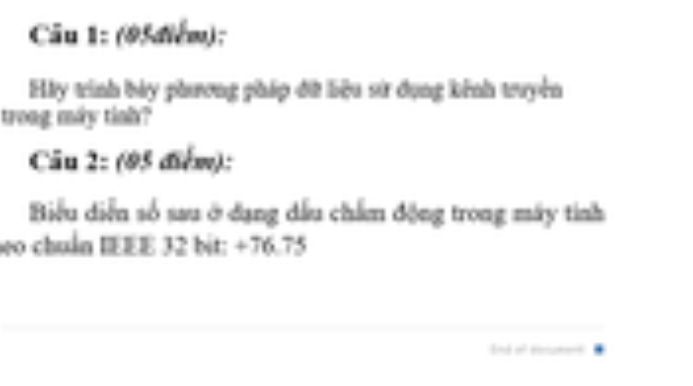 Câu 1: (05điểm):
Hãy trình bày phương pháp dữ liệu sử dụng kênh truyền
trong máy tính?
Câu 2: (05 điểm):
Biểu diễn số sau ở dạng dấu chấm động trong máy tính
eo chuẩn IEEE 32 bit: +76.75
End of document